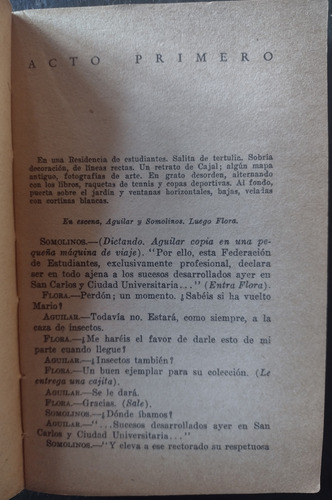 ACTO PRIMERO
En una Residencia de estudiantes. Salita de tertulia. Sobria
decoración, de líneas rectas. Un retrato de Cajal; algún mapa
antiguo, fotografías de arte. En grato desorden, alternando
con los libros, raquetas de tennis y copas deportivas. Al fondo,
puerta sobre el jardín y ventanas horizontales, bajas, veladas
con cortinas blancas.
En escena, Aguilar y Somolinos. Luego Flora.
SOMOLINOS.—(Dictando. Aguilar copia en una pe-
queña máquina de viaje). "Por ello, esta Federación
de Estudiantes, exclusivamente profesional, declara
ser en todo ajena a los sucesos desarrollados ayer en
San Carlos y Ciudad Universitaria..." (Entra Flora).
FLORA.—Perdón; un momento. ¿Sabéis si ha vuelto
Mario?
AGUILAR.—Todavía no. Estará, como siempre, a la
caza de insectos.
FLORA.—¿Me haréis el favor de darle esto de mi
parte cuando llegue?
AGUILAR.—¿Insectos también?
FLORA.—Un buen ejemplar para su colección. (Le
entrega una cajita).
AGUILAR.—Se le dará.
FLORA.—Gracias. (Sale).
SOMOLINOS.—¿Dónde íbamos?
AGUILAR.—"...Sucesos desarrollados ayer en San
Carlos y Ciudad Universitaria..."
SOMOLINOS.—"Y eleva a ese rectorado su respetuosa